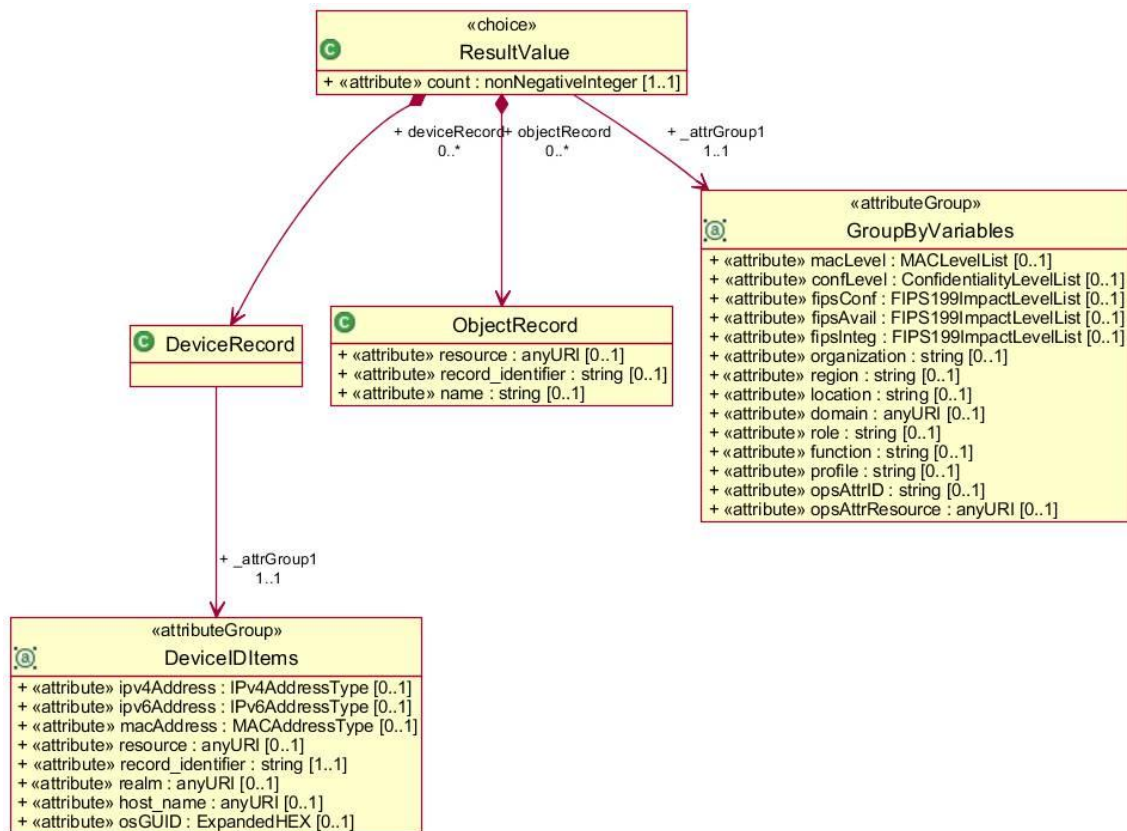 «choice»
C
ResultValue
+ «attribute» count : nonNegativeInteger [1..1]
+ deviceRecord
0..*
+ objectRecord
0..*
+ _attrGroup1
1..1
«attributeGroup»
a
GroupByVariables
+ «attribute» macLevel : MACLevelList [0..1]
+ «attribute» confLevel : ConfidentialityLevelList [0..1]
+ «attribute» fipsConf : FIPS199ImpactLevelList [0..1]
+ «attribute» fipsAvail : FIPS199ImpactLevelList [0..1]
+ «attribute» fipsInteg : FIPS199ImpactLevelList [0..1]
+ «attribute» organization : string [0..1]
+ «attribute» region : string [0..1]
+ «attribute» location : string [0..1]
+ «attribute» domain : anyURI [0..1]
+ «attribute» role : string [0..1]
+ «attribute» function : string [0..1]
+ «attribute» profile : string [0..1]
+ «attribute» opsAttrID : string [0..1]
+ «attribute» opsAttrResource : anyURI [0..1]
C DeviceRecord
C
ObjectRecord
+ «attribute» resource : anyURI [0..1]
+ «attribute» record_identifier : string [0..1]
+ «attribute» name : string [0..1]
+ _attrGroup1
1..1
«attributeGroup»
a
DeviceIDItems
+ «attribute» ipv4Address : IPv4AddressType [0..1]
+ «attribute» ipv6Address : IPv6AddressType [0..1]
+ «attribute» macAddress : MACAddressType [0..1]
+ «attribute» resource : anyURI [0..1]
+ «attribute» record_identifier : string [1..1]
+ «attribute» realm : anyURI [0..1]
+ «attribute» host_name : anyURI [0..1]
+ «attribute» osGUID : ExpandedHEX [0..1]